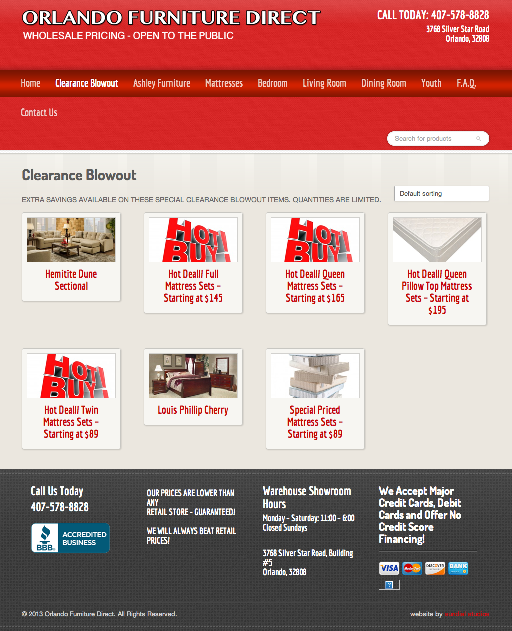 ORLANDO FURNITURE DIRECT
WHOLESALE PRICING - OPEN TO THE PUBLIC
CALL TODAY: 407-578-8828
3768 Silver Star Road
Orlando, 32808
Home Clearance Blowout Ashley Furniture Mattresses Bedroom Living Room Dining Room Youth F.A.Q.
Contact Us
Search for products
Clearance Blowout
Default sorting
EXTRA SAVINGS AVAILABLE ON THESE SPECIAL CLEARANCE BLOWOUT ITEMS. QUANTITIES ARE LIMITED.
Hemitite Dune
Sectional
HOT
BUY!
Hot Deal!/ Full
Mattress Sets –
Starting at $145
HOT
BUY!
Hot Deal!/ Queen
Mattress Sets –
Starting at $165
Hot Deal!/ Queen
Pillow Top Mattress
Sets – Starting at
$195
HOT
BUY!
Hot Deal!/ Twin
Mattress Sets –
Starting at $89
Louis Phillip Cherry
Special Priced
Mattress Sets –
Starting at $89
Call Us Today
407-578-8828
BBB.
ACCREDITED
BUSINESS
OUR PRICES ARE LOWER THAN
ANY
RETAIL STORE - GUARANTEED!
WE WILL ALWAYS BEAT RETAIL
PRICES!
Warehouse Showroom
Hours
Monday - Saturday: 11:00 - 6:00
Closed Sundays
3768 Silver Star Road, Building
#5
Orlando, 32808
We Accept Major
Credit Cards, Debit
Cards and Offer No
Credit Score
Financing!
VISA MasterCard DISCOVER BANK
© 2013 Orlando Furniture Direct. All Rights Reserved.
website by